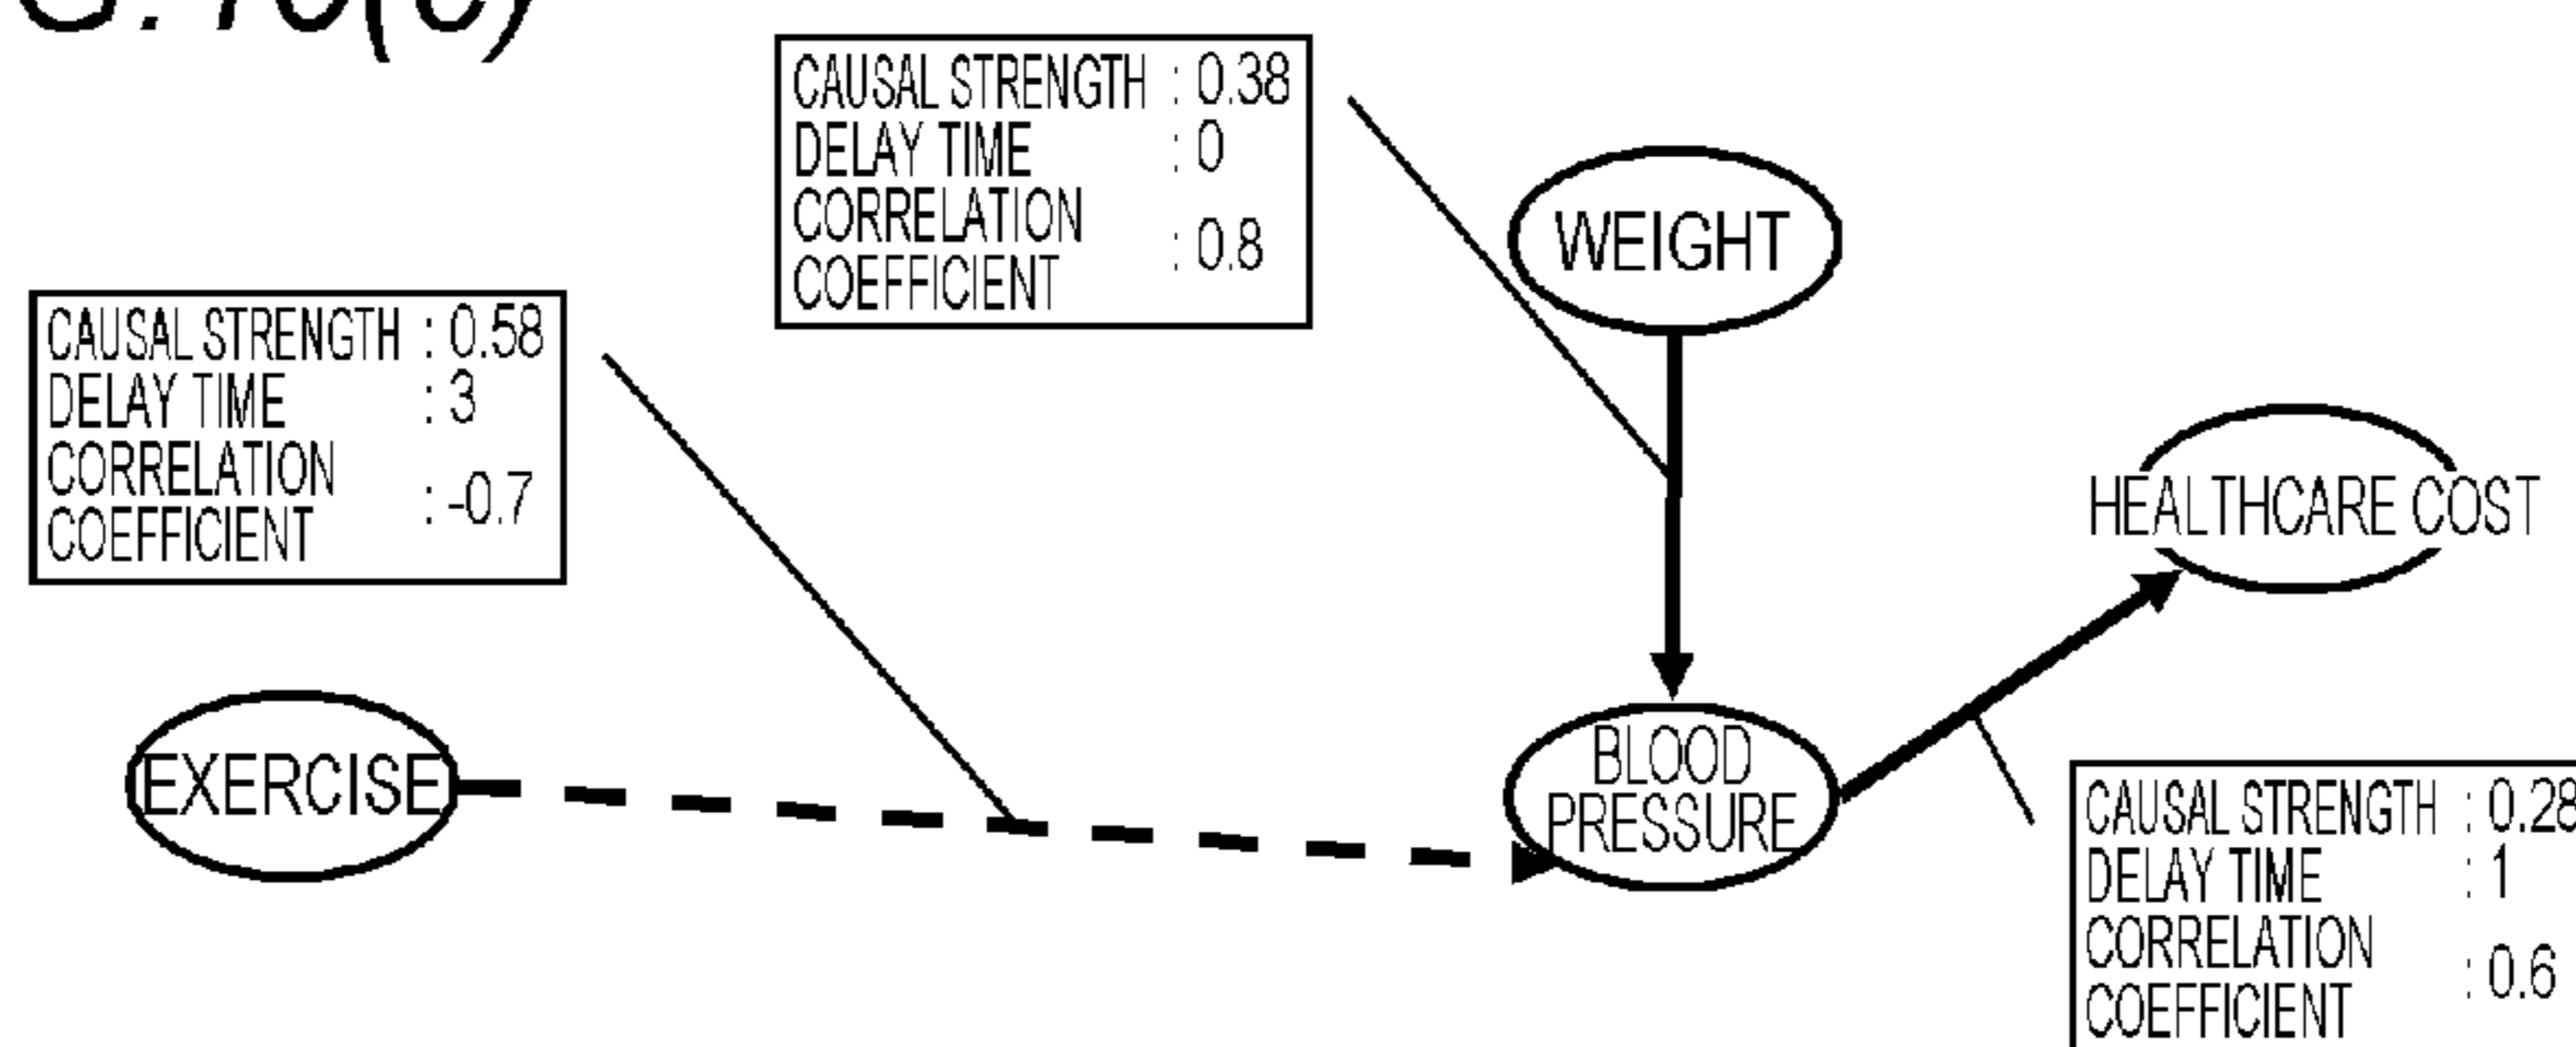 G.10(c)
CAUSAL STRENGTH : 0.38
DELAY TIME : 0
CORRELATION
COEFFICIENT : 0.8
WEIGHT
CAUSAL STRENGTH : 0.58
DELAY TIME : 3
CORRELATION
COEFFICIENT : -0.7
HEALTHCARE COST
EXERCISE
BLOOD
PRESSURE
CAUSAL STRENGTH : 0.28
DELAY TIME : 1
CORRELATION
COEFFICIENT : 0.6